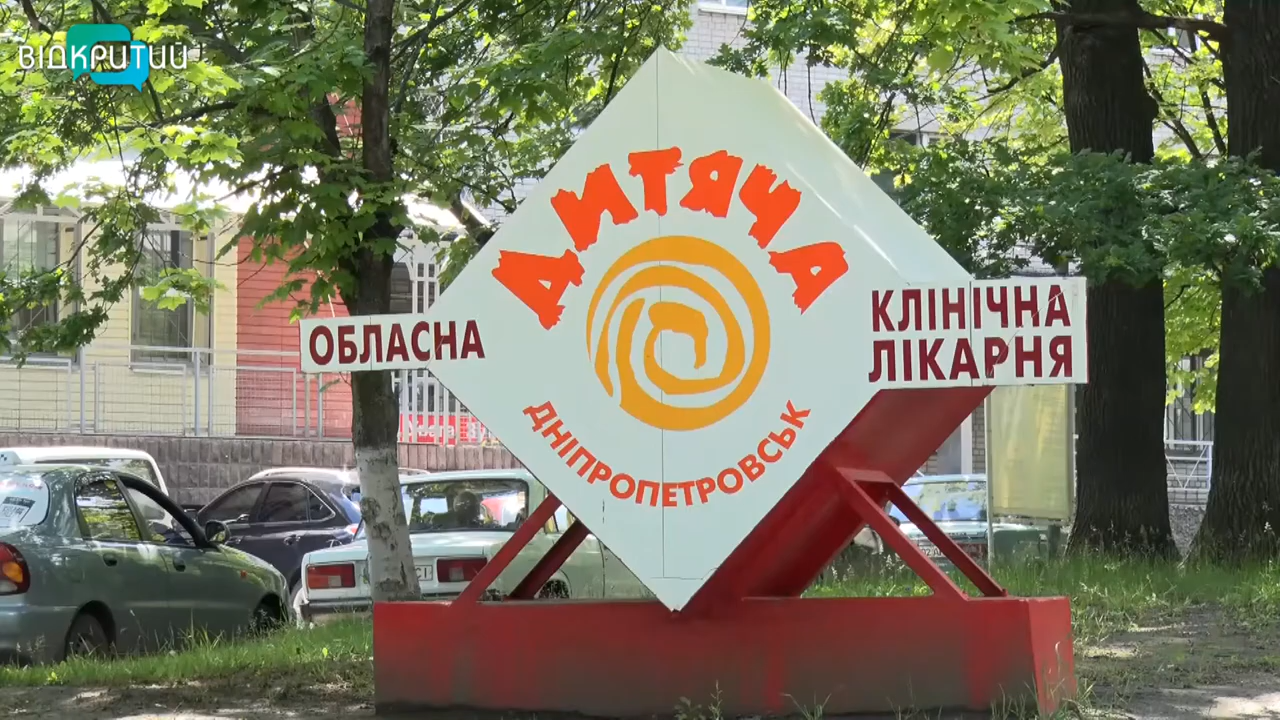 ВІДКРИТИЙ
ДИТЯЧА
ОБЛАСНА
КЛІНІЧНА
ЛІКАРНЯ
ДНІПРОПЕТРОВСЬК